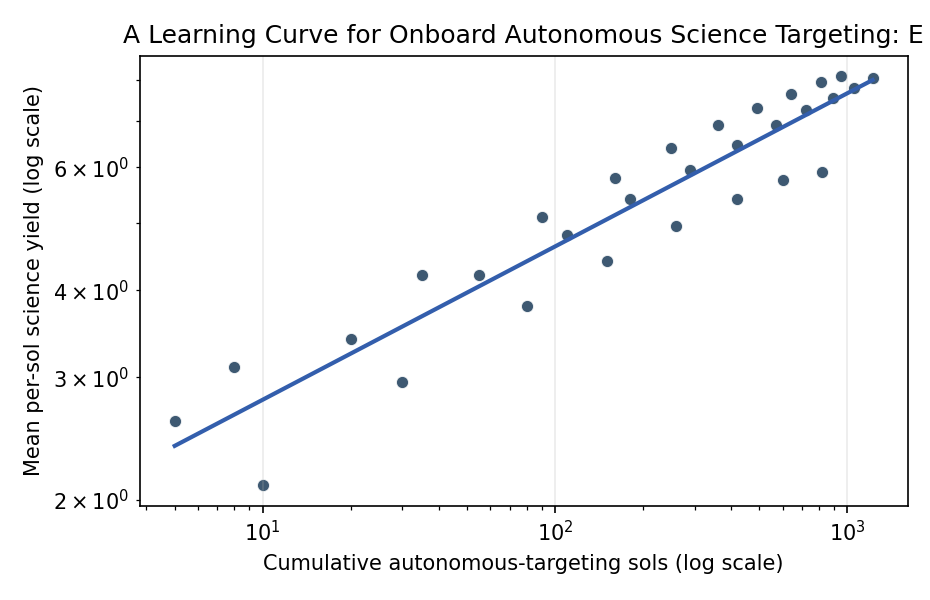 A Learning Curve for Onboard Autonomous Science Targeting: E
Mean per-sol science yield (log scale)
6 × 10⁰
4 × 10⁰
3 × 10⁰
2 × 10⁰
10¹ 10² 10³
Cumulative autonomous-targeting sols (log scale)